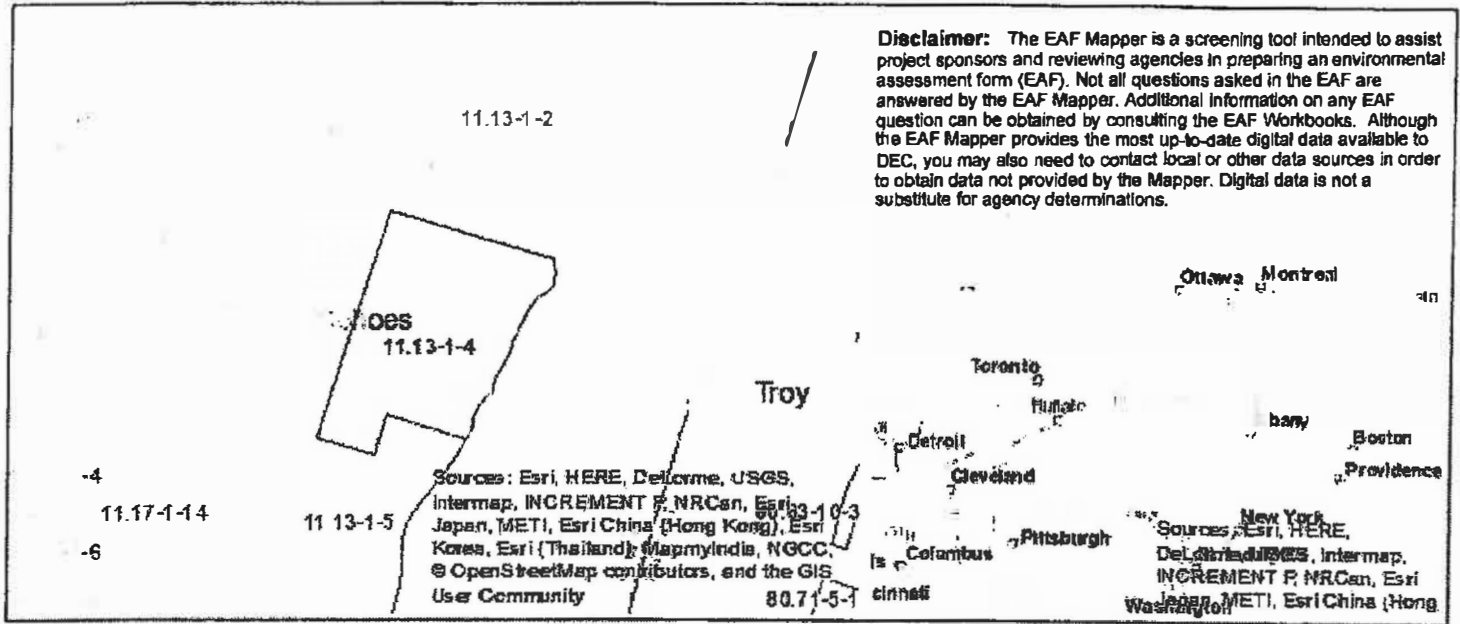 Disclaimer: The EAF Mapper is a screening tool intended to assist
project sponsors and reviewing agencies in preparing an environmental
assessment form (EAF). Not all questions asked in the EAF are
answered by the EAF Mapper. Additional information on any EAF
question can be obtained by consulting the EAF Workbooks. Although
the EAF Mapper provides the most up-to-date digital data available to
DEC, you may also need to contact local or other data sources in order
to obtain data not provided by the Mapper. Digital data is not a
substitute for agency determinations.
11.13-1-2
hoes
11.13-1-4
Troy
-4
11.17-1-14
-6
11 13-1-5
Sources: Esri, HERE, DeLorme, USGS,
Intermap, INCREMENT P, NRCan, Esri
Japan, METI, Esri China (Hong Kong), Esri
Korea, Esri (Thailand), MapmyIndia, NGCC,
© OpenStreetMap contributors, and the GIS
User Community
80.71-5-1
Ottawa
Montreal
Toronto
Buffalo
bany
Boston
Detroit
Cleveland
Providence
New York
Pittsburgh
Columbus
cinnati
Washington
Sources: Esri, HERE,
Intermap,
INCREMENT P, NRCan, Esri
Japan, METI, Esri China (Hong